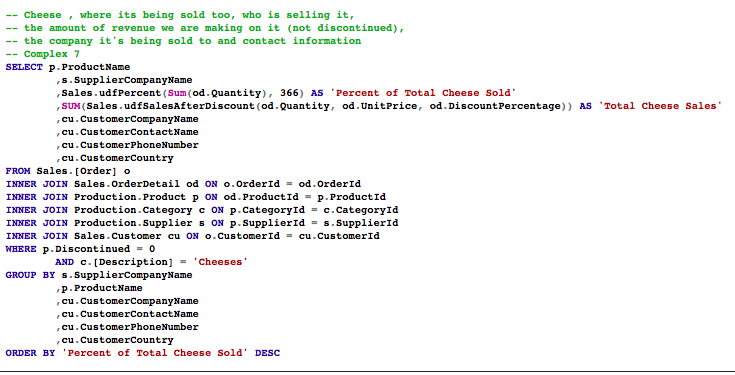 -- Cheese , where its being sold too, who is selling it,
-- the amount of revenue we are making on it (not discontinued),
-- the company it's being sold to and contact information
-- Complex 7
SELECT p.ProductName
,s.SupplierCompanyName
,Sales.udfPercent(Sum(od.Quantity), 366) AS 'Percent of Total Cheese Sold'
,SUM(Sales.udfSalesAfterDiscount(od.Quantity, od.UnitPrice, od.DiscountPercentage)) AS 'Total Cheese Sales'
,cu.CustomerCompanyName
,cu.CustomerContactName
,cu.CustomerPhoneNumber
,cu.CustomerCountry
FROM Sales.[Order] o
INNER JOIN Sales.OrderDetail od ON o.OrderId = od.OrderId
INNER JOIN Production.Product p ON od.ProductId = p.ProductId
INNER JOIN Production.Category c ON p.CategoryId = c.CategoryId
INNER JOIN Production.Supplier s ON p.SupplierId = s.SupplierId
INNER JOIN Sales.Customer cu ON o.CustomerId = cu.CustomerId
WHERE p.Discontinued = 0
AND c.[Description] = 'Cheeses'
GROUP BY s.SupplierCompanyName
,p.ProductName
,cu.CustomerCompanyName
,cu.CustomerContactName
,cu.CustomerPhoneNumber
,cu.CustomerCountry
ORDER BY 'Percent of Total Cheese Sold' DESC